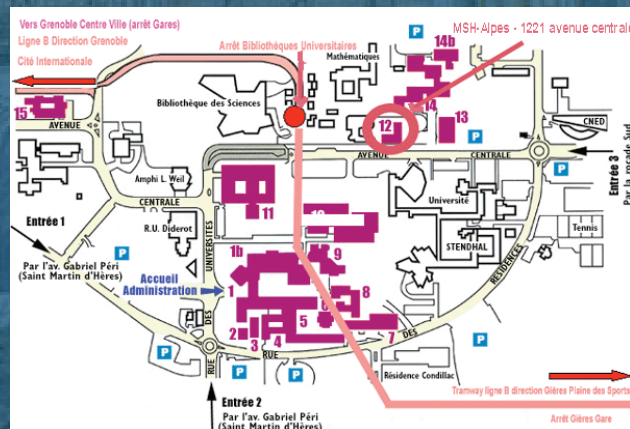 Vers Grenoble Centre Ville (arrêt Gares)
Ligne B Direction Grenoble
Cité Internationale
Arrêt Bibliothèques Universitaires
MSH-Alpes - 1221 avenue centrale
P
14b
Mathématiques
Bibliothèque des Sciences
15
14
12
13
P
CNED
AVENUE
AVENUE
CENTRALE
Entrée 3
Par la rocade Sud
Amphi L. Weil
CENTRALE
11
10
Université
P
Entrée 1
R.U. Diderot
STENDHAL
Tennis
Par l'av. Gabriel Péri
(Saint Martin d'Hères)
P
1b
9
RUE DES UNIVERSITES
RESIDENCES
Accueil
Administration
1
8
6
2
3
4
5
7
DES
RUE
P
P
P
P
P
P
Résidence Condillac
Tramway ligne B direction Gières Plaine des Sports
Entrée 2
Par l'av. Gabriel Péri
(Saint Martin d'Hères)
Arrêt Gières Gare